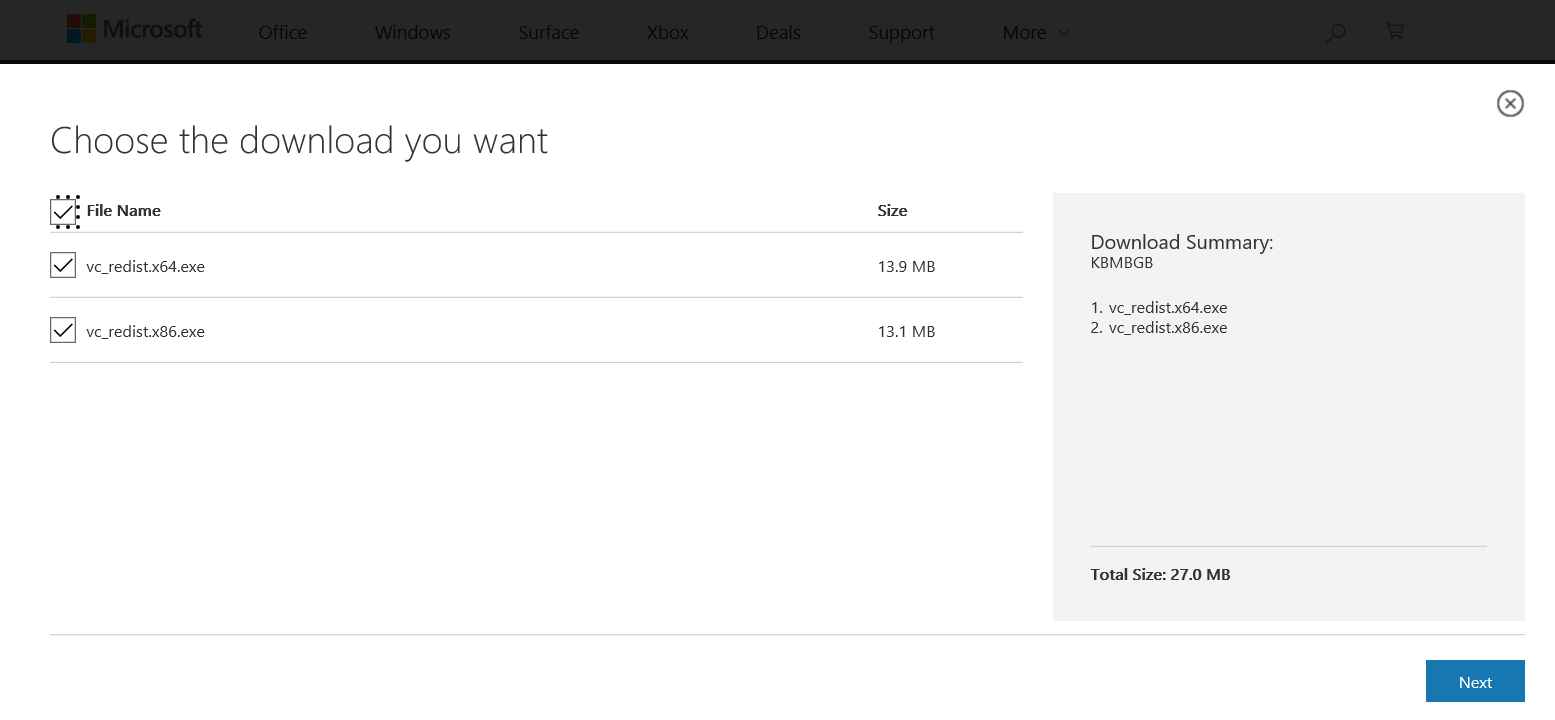 Microsoft Office Windows Surface Xbox Deals Support More
Choose the download you want
File Name Size
vc_redist.x64.exe 13.9 MB
vc_redist.x86.exe 13.1 MB
Download Summary:
KBMBGB
1. vc_redist.x64.exe
2. vc_redist.x86.exe
Total Size: 27.0 MB
Next